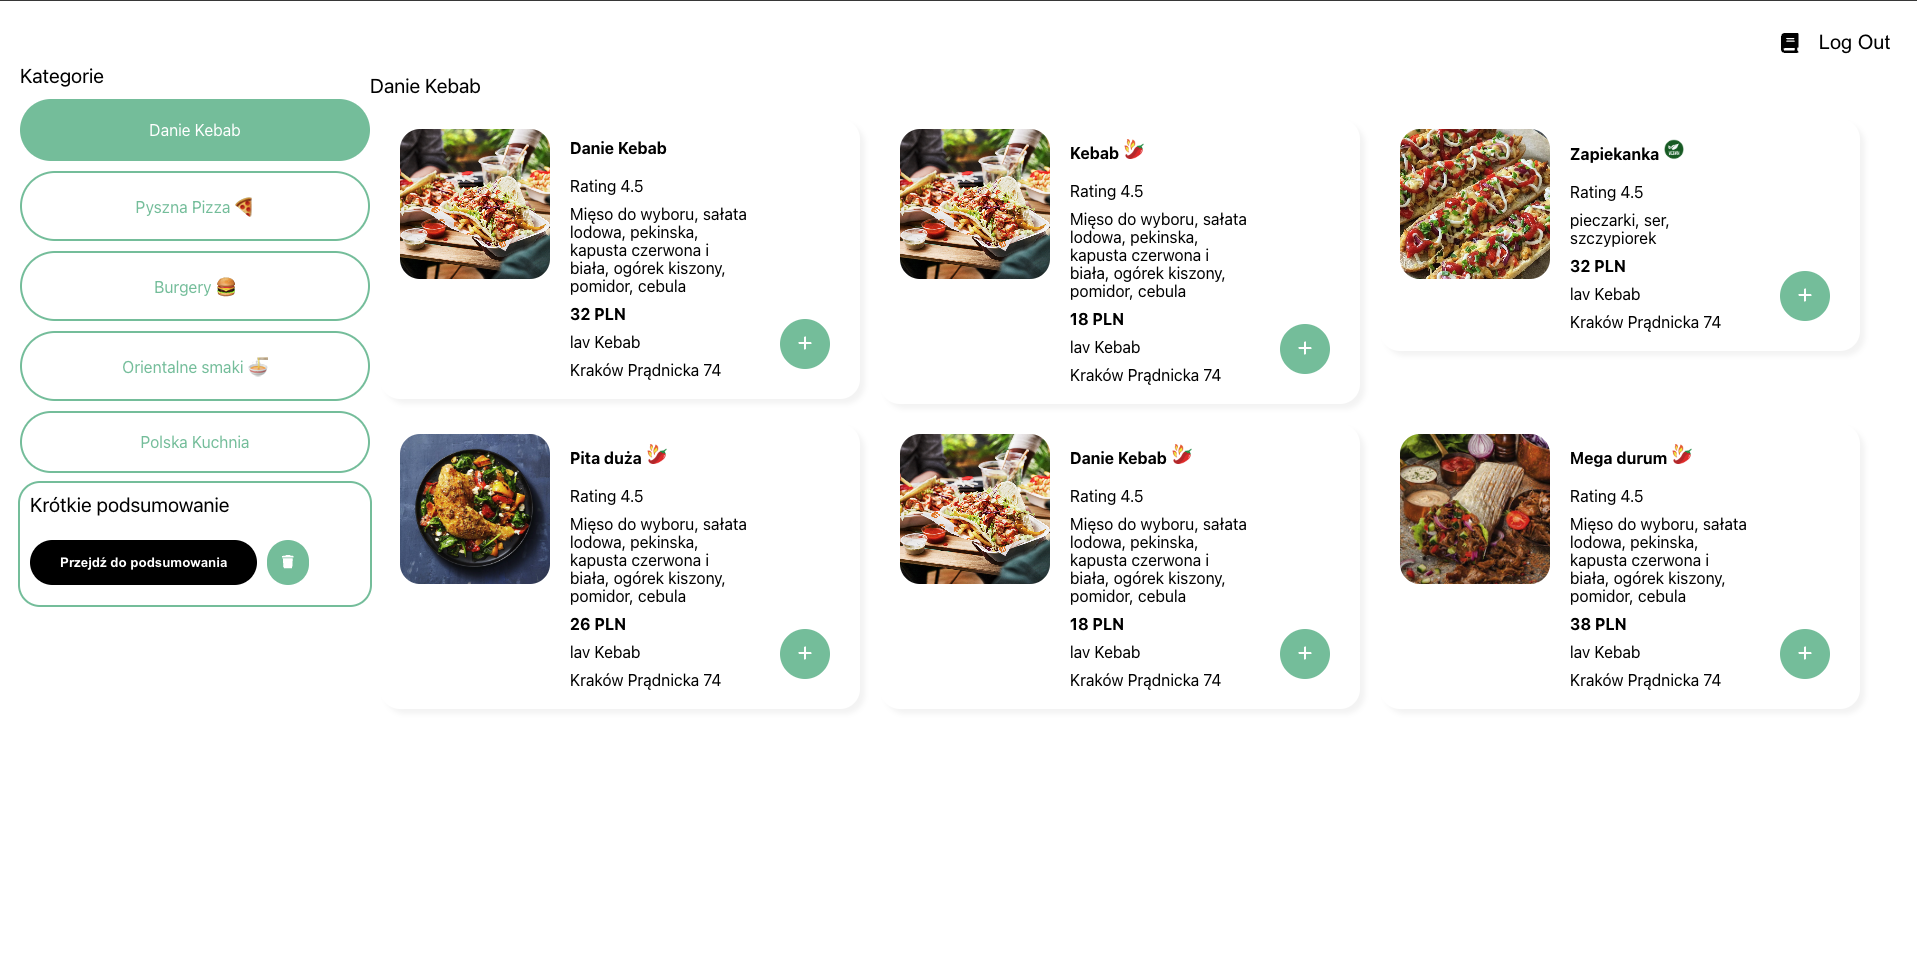 Log Out
Kategorie
Danie Kebab
Pyszna Pizza 🍕
Burgery 🍔
Orientalne smaki 🍜
Polska Kuchnia
Krótkie podsumowanie
Przejdź do podsumowania
Danie Kebab
Danie Kebab
Rating 4.5
Mięso do wyboru, sałata
lodowa, pekinska,
kapusta czerwona i
biała, ogórek kiszony,
pomidor, cebula
32 PLN
lav Kebab
Kraków Prądnicka 74
+
Kebab
Rating 4.5
Mięso do wyboru, sałata
lodowa, pekinska,
kapusta czerwona i
biała, ogórek kiszony,
pomidor, cebula
18 PLN
lav Kebab
Kraków Prądnicka 74
+
Zapiekanka
Rating 4.5
pieczarki, ser,
szczypiorek
32 PLN
lav Kebab
Kraków Prądnicka 74
+
Pita duża
Rating 4.5
Mięso do wyboru, sałata
lodowa, pekinska,
kapusta czerwona i
biała, ogórek kiszony,
pomidor, cebula
26 PLN
lav Kebab
Kraków Prądnicka 74
+
Danie Kebab
Rating 4.5
Mięso do wyboru, sałata
lodowa, pekinska,
kapusta czerwona i
biała, ogórek kiszony,
pomidor, cebula
18 PLN
lav Kebab
Kraków Prądnicka 74
+
Mega durum
Rating 4.5
Mięso do wyboru, sałata
lodowa, pekinska,
kapusta czerwona i
biała, ogórek kiszony,
pomidor, cebula
38 PLN
lav Kebab
Kraków Prądnicka 74
+